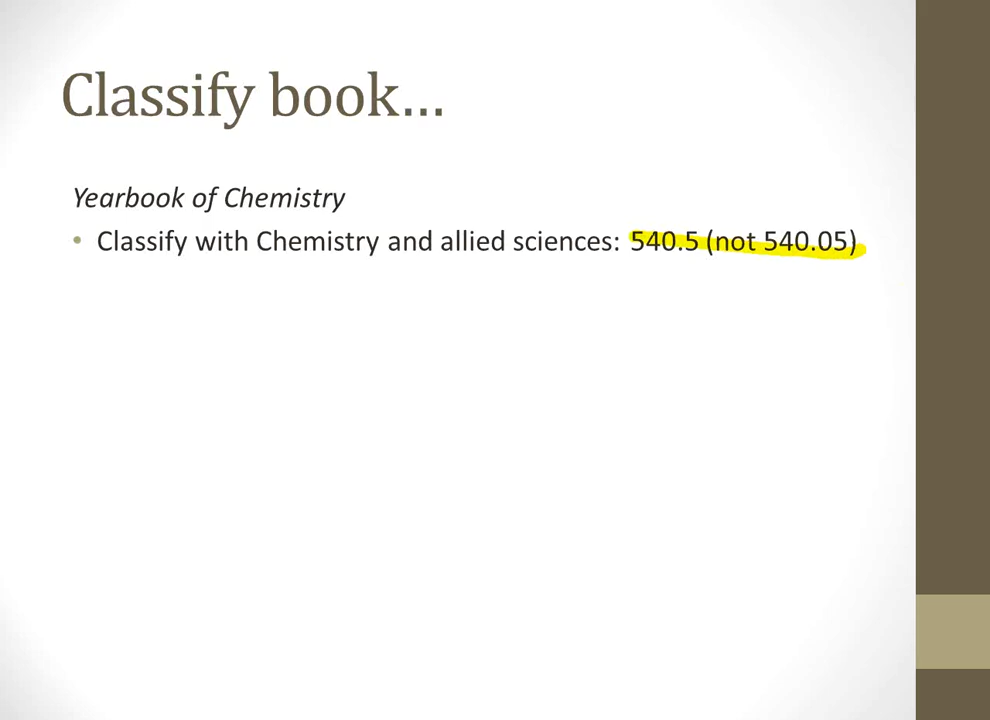 Classify book…
Yearbook of Chemistry
• Classify with Chemistry and allied sciences: 540.5 (not 540.05)